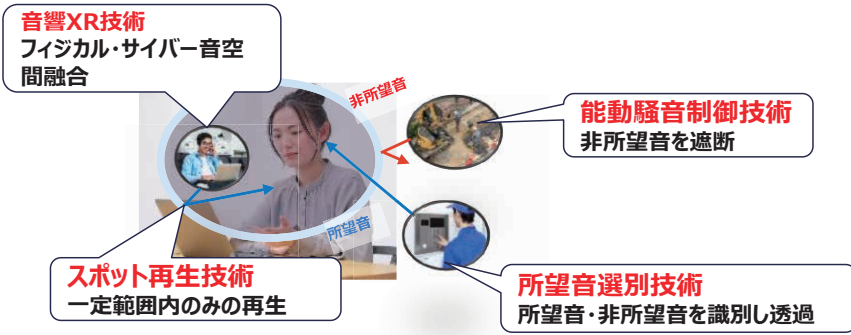 音響XR技術
フィジカル・サイバー音空
間融合
非所望音
能動騒音制御技術
非所望音を遮断
所望音
スポット再生技術
一定範囲内のみの再生
所望音選別技術
所望音・非所望音を識別し透過